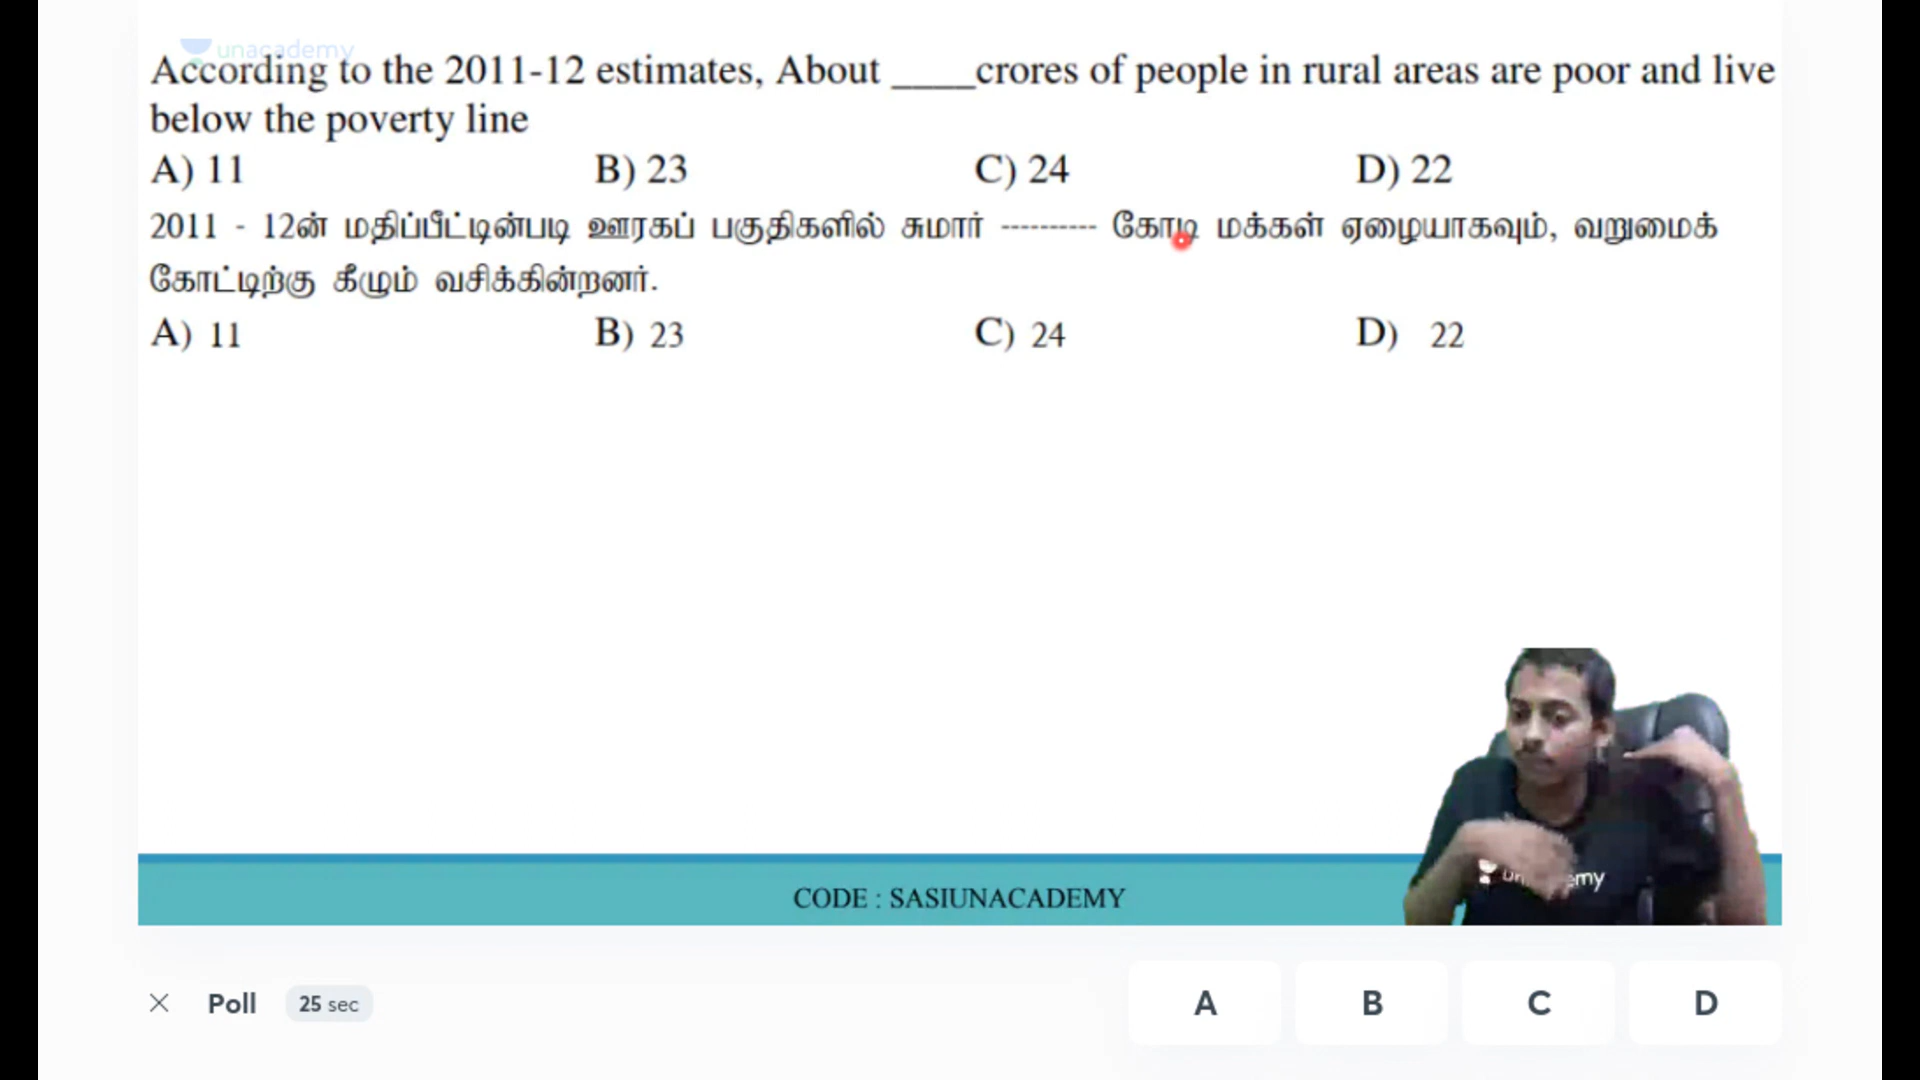 unacademy
According to the 2011-12 estimates, About ____crores of people in rural areas are poor and live
below the poverty line
A) 11 B) 23 C) 24 D) 22
2011 - 12ன் மதிப்பீட்டின்படி ஊரகப் பகுதிகளில் சுமார் ---------- கோடி மக்கள் ஏழையாகவும், வறுமைக்
கோட்டிற்கு கீழும் வசிக்கின்றனர்.
A) 11 B) 23 C) 24 D) 22
CODE : SASIUNACADEMY
Poll 25 sec A B C D